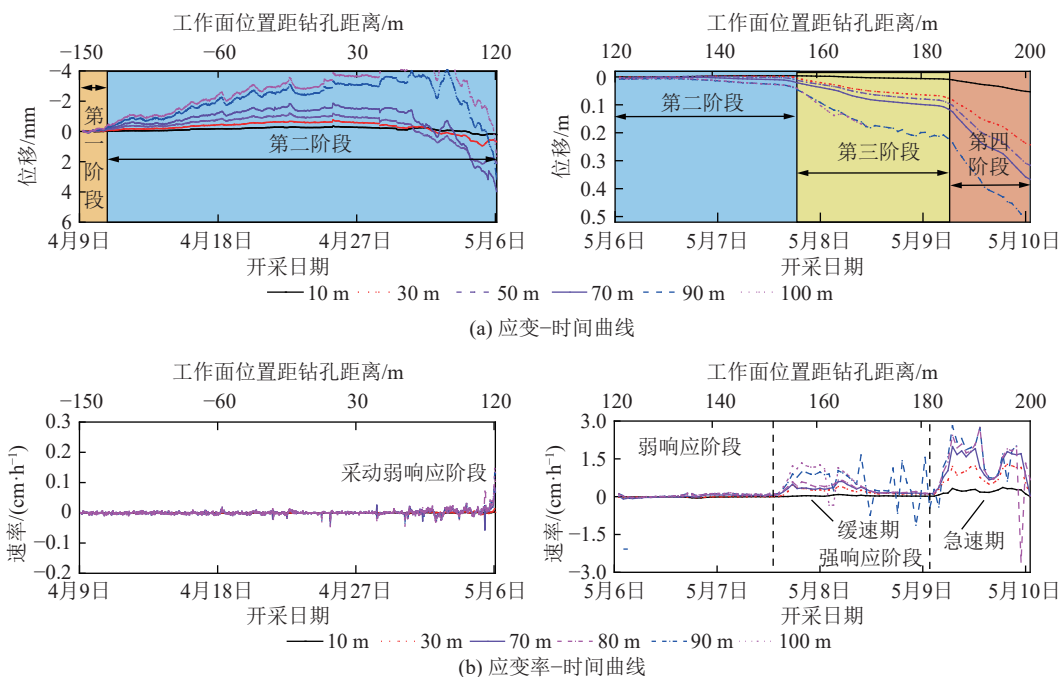 工作面位置距钻孔距离/m
−150 −60 30 120
−4
−2
0
2
4
6
位移/mm
第一阶段
第二阶段
4月9日 4月18日 4月27日 5月6日
开采日期
工作面位置距钻孔距离/m
120 140 160 180 200
0
0.1
0.2
0.3
0.4
0.5
位移/m
第二阶段
第三阶段
第四阶段
5月6日 5月7日 5月8日 5月9日 5月10日
开采日期
10 m 30 m 50 m 70 m 90 m 100 m
(a) 应变−时间曲线
工作面位置距钻孔距离/m
−150 −60 30 120
0.3
0.2
0.1
0
−0.1
−0.2
速率/(cm·h⁻¹)
采动弱响应阶段
4月9日 4月18日 4月27日 5月6日
开采日期
工作面位置距钻孔距离/m
120 140 160 180 200
3.0
1.5
0
−1.5
−3.0
速率/(cm·h⁻¹)
弱响应阶段
缓速期
急速期
强响应阶段
5月6日 5月7日 5月8日 5月9日 5月10日
开采日期
10 m 30 m 70 m 80 m 90 m 100 m
(b) 应变率−时间曲线